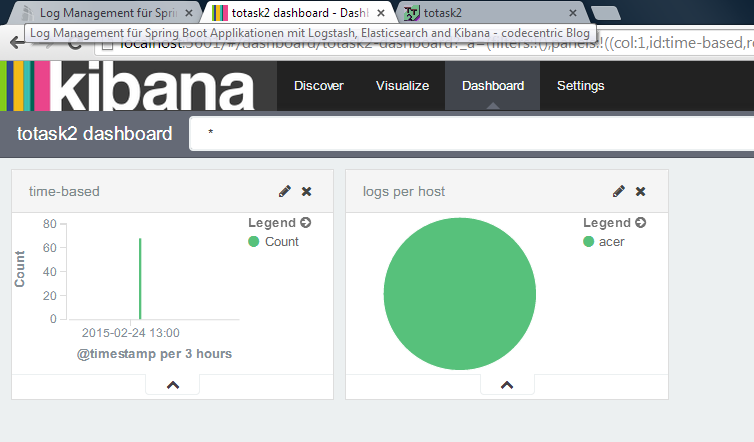 Log Management für Sprin
totask2 dashboard - Dash
totask2
Log Management für Spring Boot Applikationen mit Logstash, Elasticsearch and Kibana - codecentric Blog
localhost:5601/#/dashboard/totask2-dashboard?_a=(filters:!(),panels:!((col:1,id:time-based,ro
kibana
Discover
Visualize
Dashboard
Settings
totask2 dashboard
*
time-based
logs per host
Legend
Count
80
60
40
20
0
Count
2015-02-24 13:00
@timestamp per 3 hours
Legend
acer